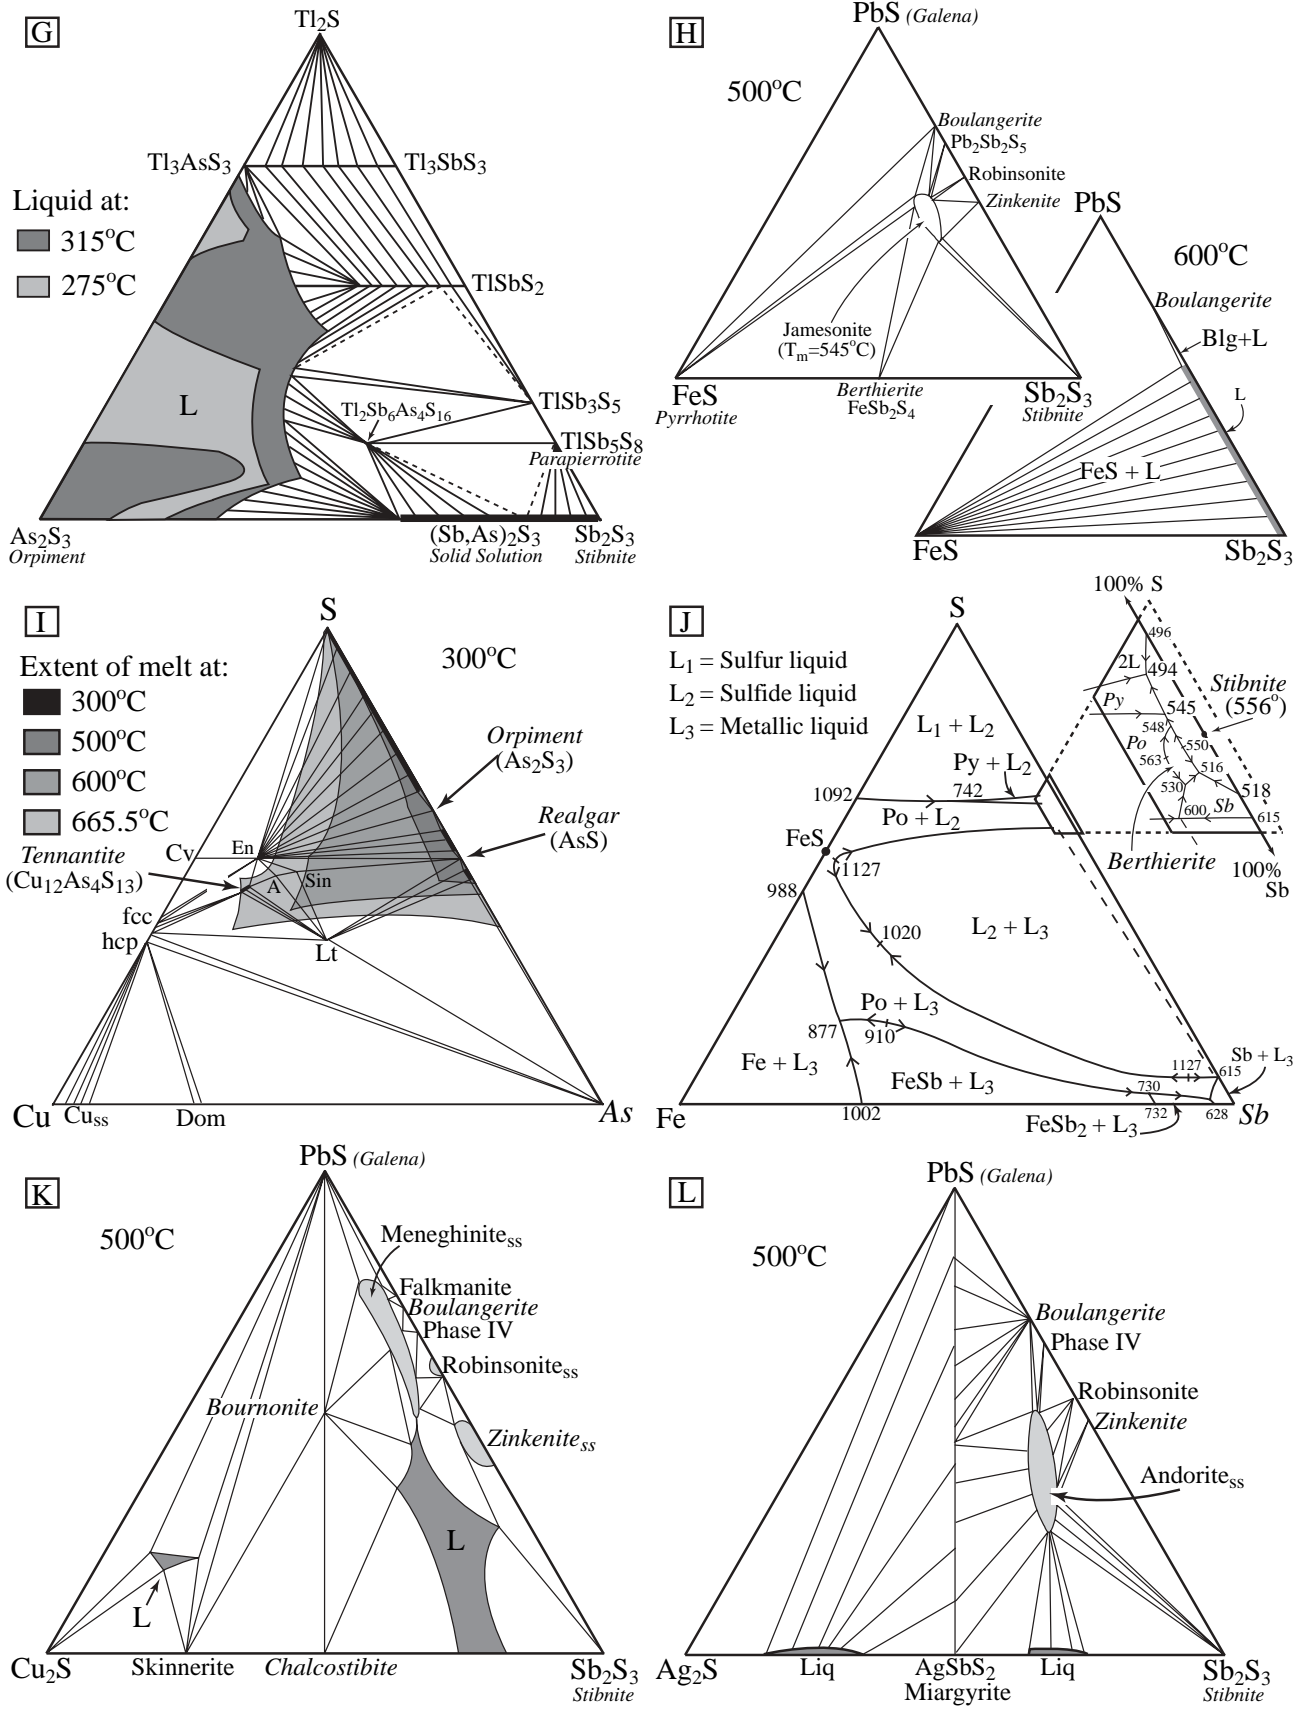 G
Tl₂S
Tl₃AsS₃
Tl₃SbS₃
Liquid at:
315°C
275°C
TlSbS₂
L
Tl₂Sb₆As₄S₁₆
TlSb₃S₅
TlSb₅S₈
Parapierrotite
As₂S₃
Orpiment
(Sb,As)₂S₃
Solid Solution
Sb₂S₃
Stibnite
H
PbS (Galena)
500°C
Boulangerite
Pb₂Sb₂S₅
Robinsonite
Zinkenite
Jamesonite
(Tₘ=545°C)
FeS
Pyrrhotite
Berthierite
FeSb₂S₄
Sb₂S₃
Stibnite
PbS
600°C
Boulangerite
Blg+L
L
FeS + L
FeS
Sb₂S₃
I
S
300°C
Extent of melt at:
300°C
500°C
600°C
665.5°C
Orpiment
(As₂S₃)
Realgar
(AsS)
Tennantite
(Cu₁₂As₄S₁₃)
Cv
En
A
Sin
fcc
hcp
Lt
Cu
Cuₛₛ
Dom
As
J
S
L₁ = Sulfur liquid
L₂ = Sulfide liquid
L₃ = Metallic liquid
L₁ + L₂
Py + L₂
1092
742
Po + L₂
FeS
1127
988
1020
L₂ + L₃
Po + L₃
877
910
Fe + L₃
FeSb + L₃
1127
615
Sb + L₃
730
Fe
1002
732
628
Sb
FeSb₂ + L₃
100% S
496
2L
494
Stibnite
(556°)
Py
545
548
Po
550
563
516
530
518
Sb
600
615
Berthierite
100%
Sb
K
PbS (Galena)
500°C
Meneghiniteₛₛ
Falkmanite
Boulangerite
Phase IV
Robinsoniteₛₛ
Bournonite
Zinkeniteₛₛ
L
L
Cu₂S
Skinnerite
Chalcostibite
Sb₂S₃
Stibnite
L
PbS (Galena)
500°C
Boulangerite
Phase IV
Robinsonite
Zinkenite
Andoriteₛₛ
Ag₂S
Liq
AgSbS₂
Miargyrite
Liq
Sb₂S₃
Stibnite